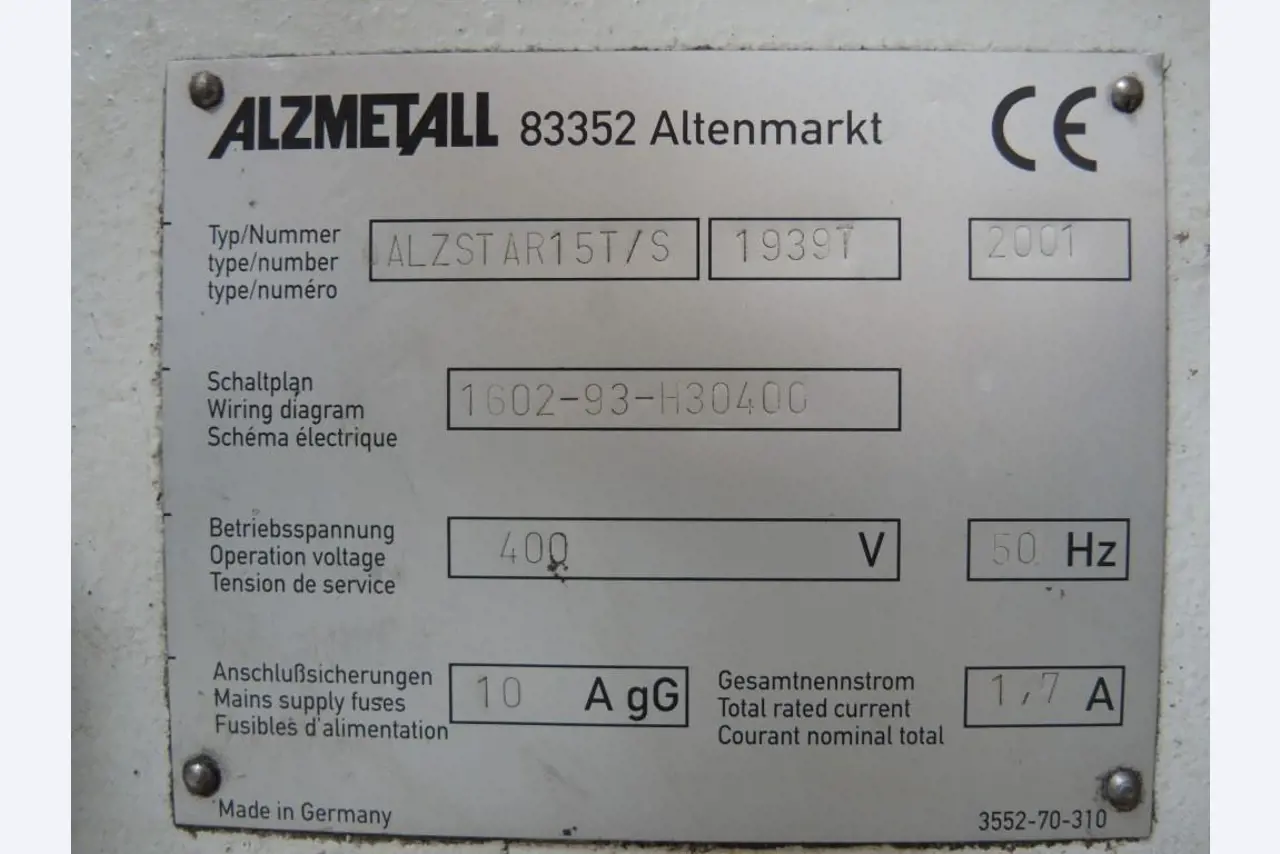 ALZMETALL 83352 Altenmarkt CE
Typ/Nummer
type/number
type/numéro
ALZSTAR15T/S 19397 2001
Schaltplan
Wiring diagram
Schéma électrique
1602-93-H30400
Betriebsspannung
Operation voltage
Tension de service
400 V 50 Hz
Anschlußsicherungen
Mains supply fuses
Fusibles d'alimentation
10 A gG
Gesamtnennstrom
Total rated current
Courant nominal total
1,7 A
Made in Germany
3552-70-310